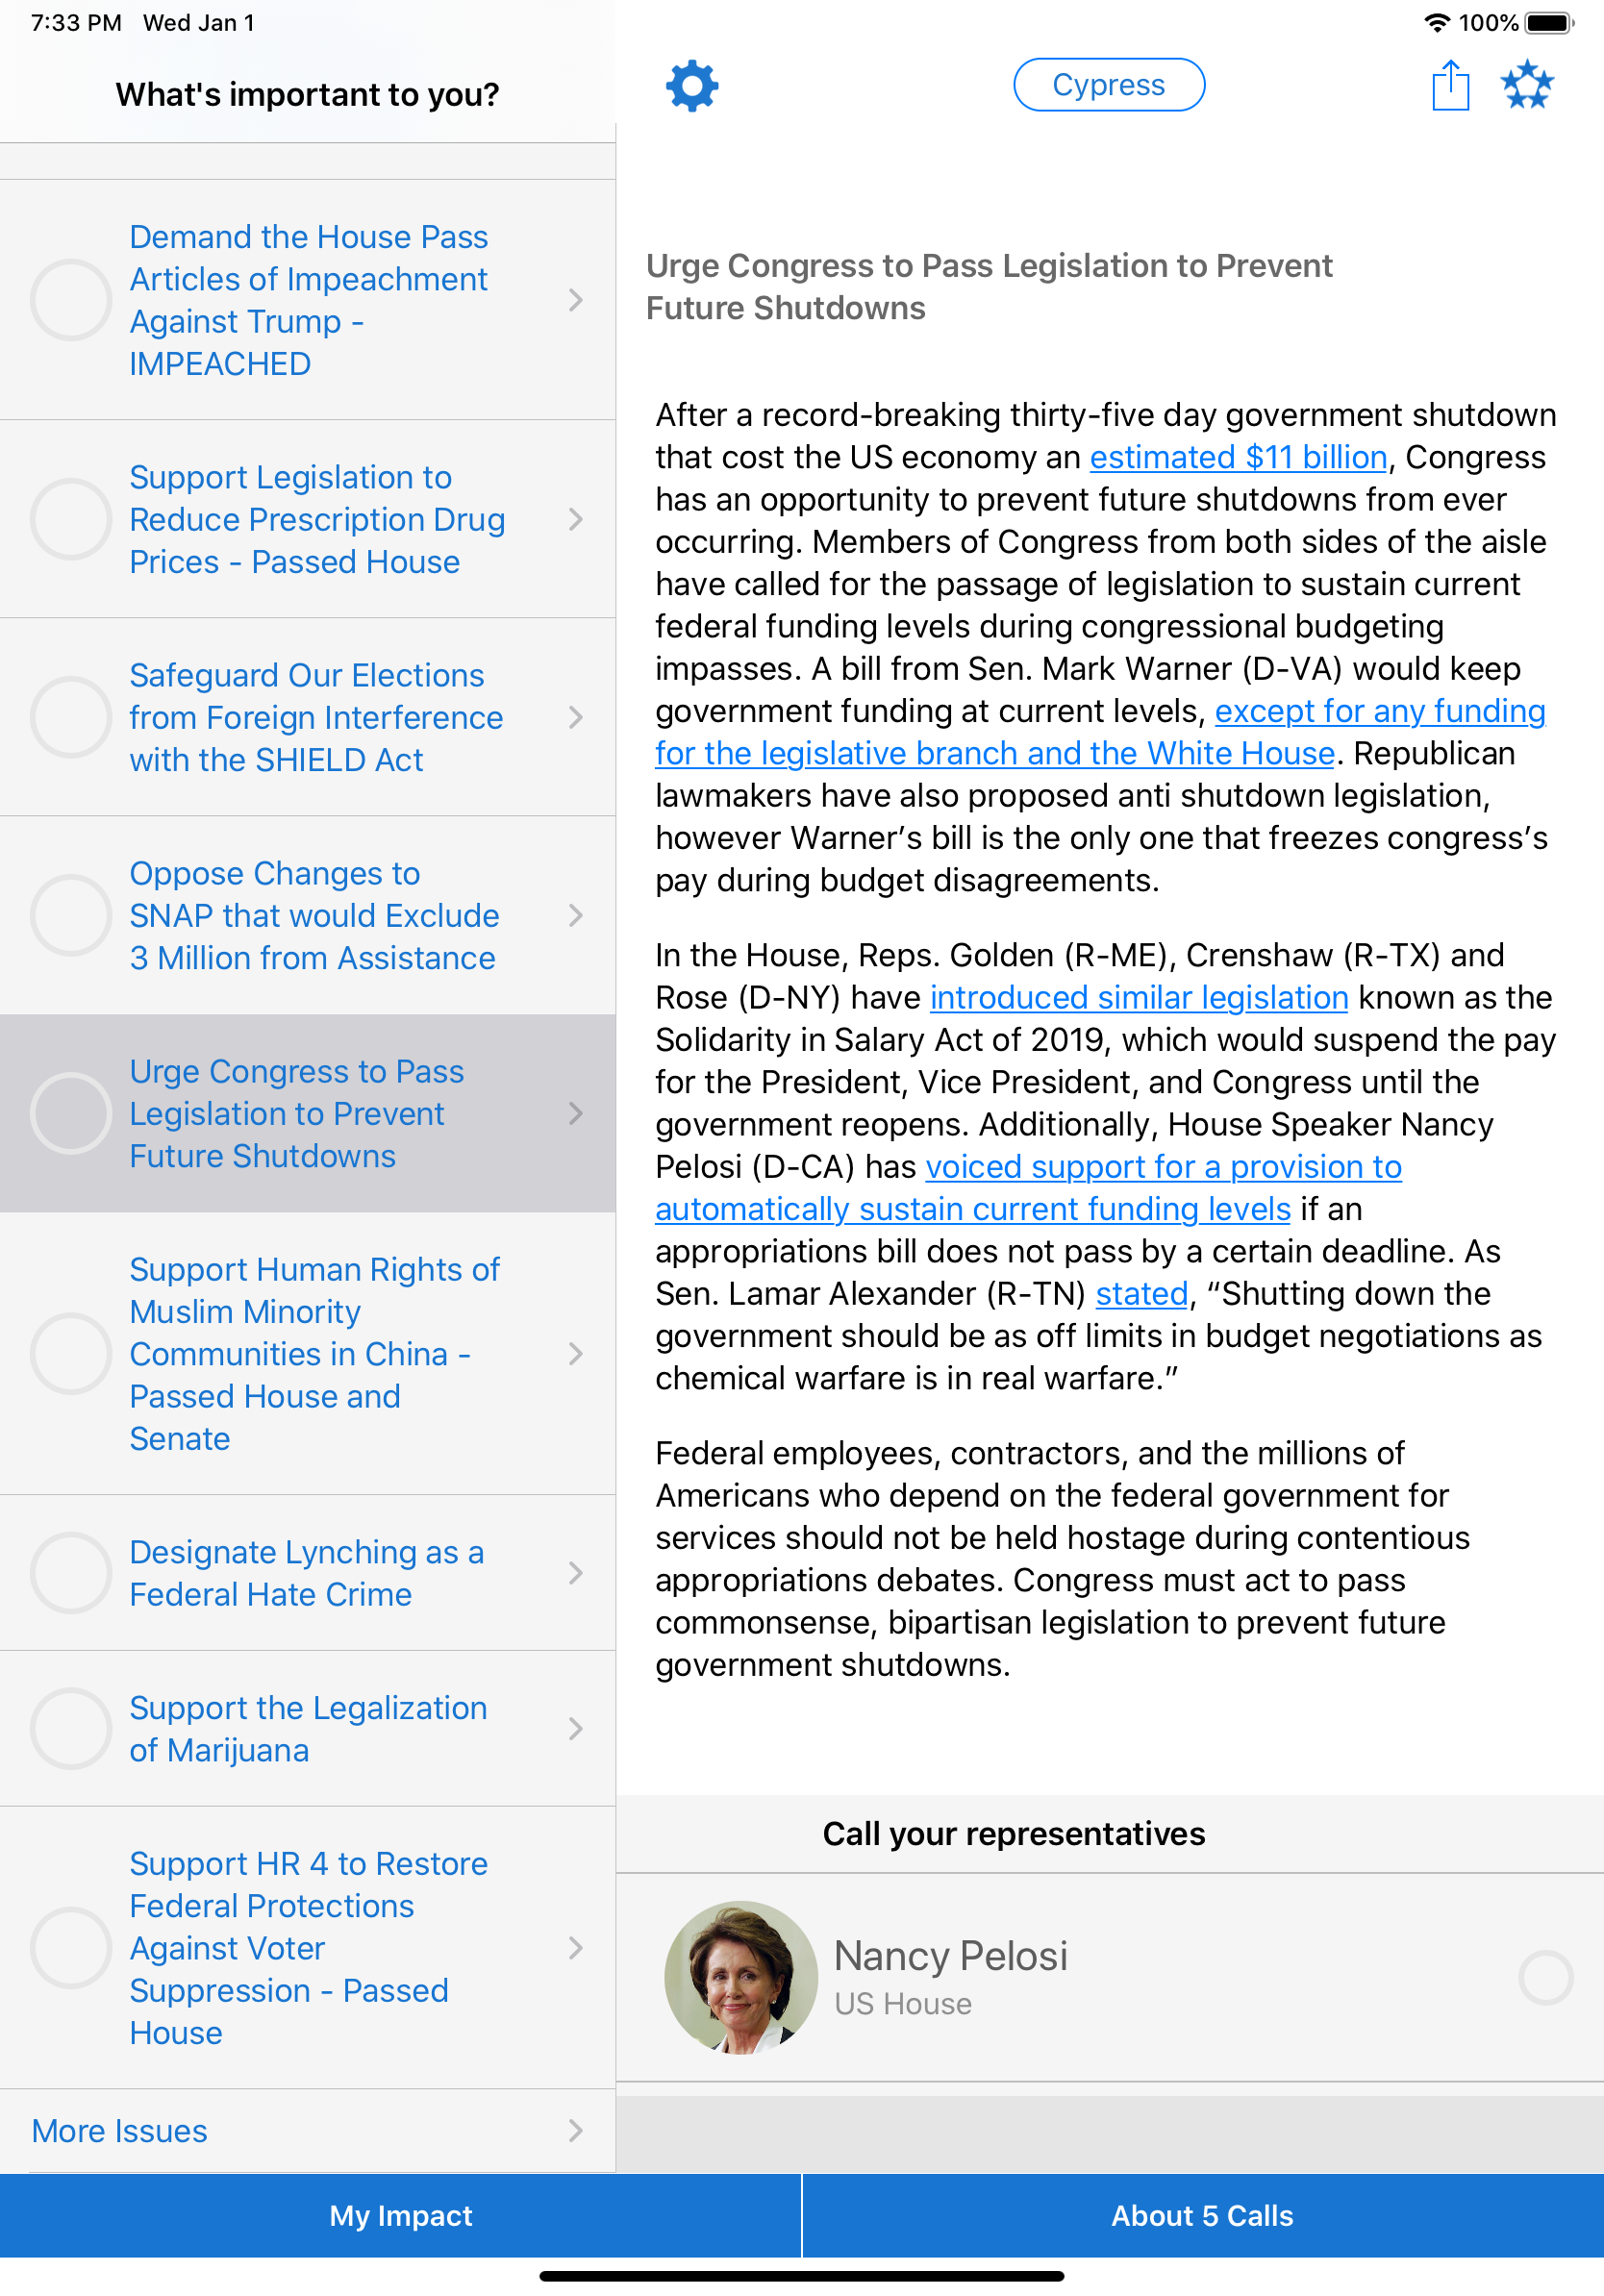 7:33 PM Wed Jan 1
100%
What's important to you?
Cypress
Demand the House Pass
Articles of Impeachment
Against Trump -
IMPEACHED
Support Legislation to
Reduce Prescription Drug
Prices - Passed House
Safeguard Our Elections
from Foreign Interference
with the SHIELD Act
Oppose Changes to
SNAP that would Exclude
3 Million from Assistance
Urge Congress to Pass
Legislation to Prevent
Future Shutdowns
Support Human Rights of
Muslim Minority
Communities in China -
Passed House and
Senate
Designate Lynching as a
Federal Hate Crime
Support the Legalization
of Marijuana
Support HR 4 to Restore
Federal Protections
Against Voter
Suppression - Passed
House
More Issues
Urge Congress to Pass Legislation to Prevent
Future Shutdowns
After a record-breaking thirty-five day government shutdown
that cost the US economy an estimated $11 billion, Congress
has an opportunity to prevent future shutdowns from ever
occurring. Members of Congress from both sides of the aisle
have called for the passage of legislation to sustain current
federal funding levels during congressional budgeting
impasses. A bill from Sen. Mark Warner (D-VA) would keep
government funding at current levels, except for any funding
for the legislative branch and the White House. Republican
lawmakers have also proposed anti shutdown legislation,
however Warner’s bill is the only one that freezes congress’s
pay during budget disagreements.
In the House, Reps. Golden (R-ME), Crenshaw (R-TX) and
Rose (D-NY) have introduced similar legislation known as the
Solidarity in Salary Act of 2019, which would suspend the pay
for the President, Vice President, and Congress until the
government reopens. Additionally, House Speaker Nancy
Pelosi (D-CA) has voiced support for a provision to
automatically sustain current funding levels if an
appropriations bill does not pass by a certain deadline. As
Sen. Lamar Alexander (R-TN) stated, “Shutting down the
government should be as off limits in budget negotiations as
chemical warfare is in real warfare.”
Federal employees, contractors, and the millions of
Americans who depend on the federal government for
services should not be held hostage during contentious
appropriations debates. Congress must act to pass
commonsense, bipartisan legislation to prevent future
government shutdowns.
Call your representatives
Nancy Pelosi
US House
My Impact
About 5 Calls